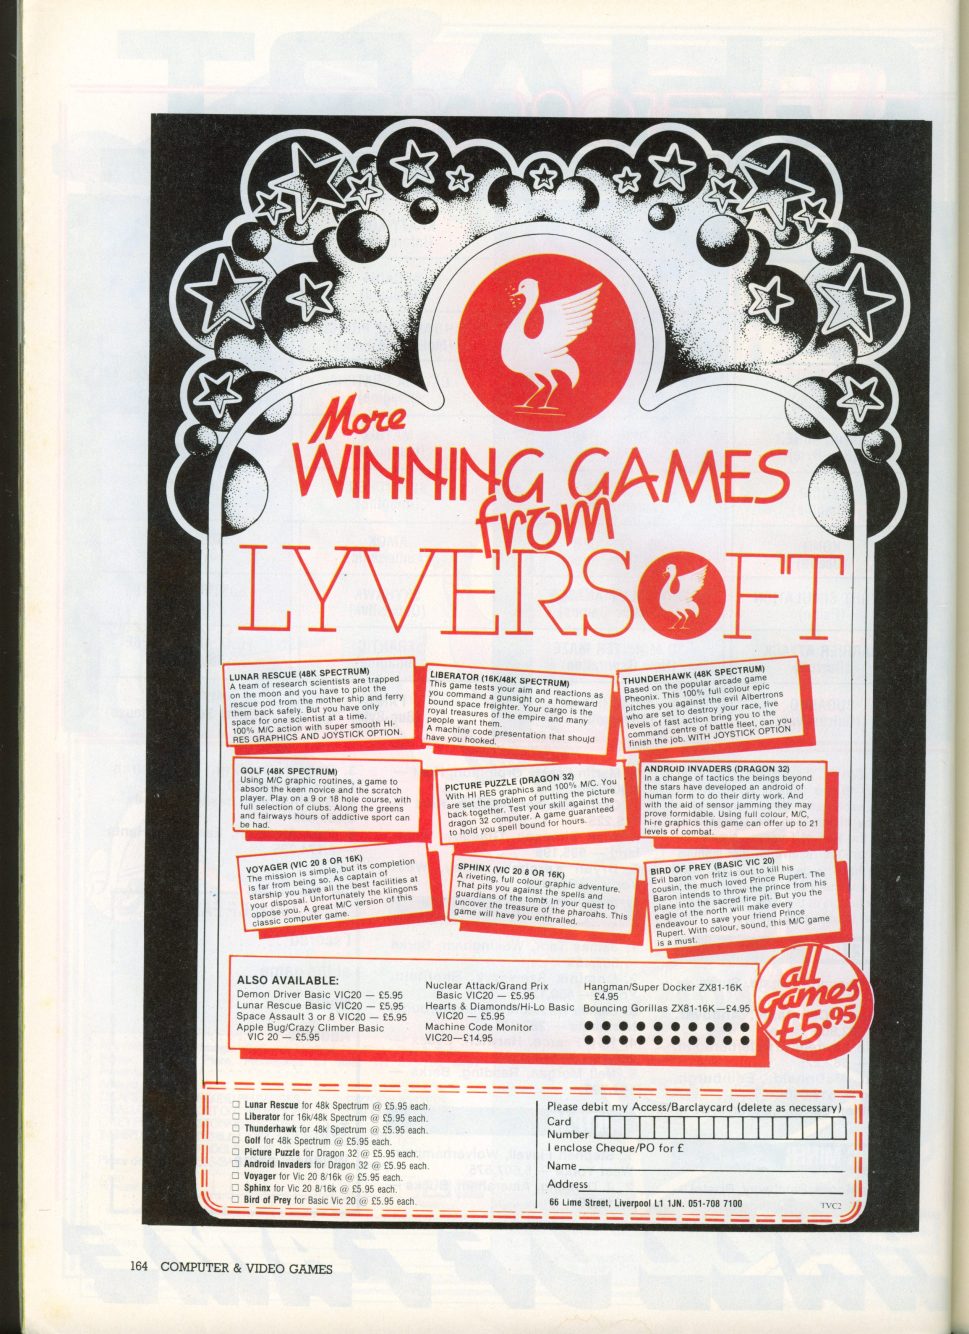 More
WINNING GAMES
from
LYVERSOFT
LUNAR RESCUE (48K SPECTRUM)
A team of research scientists are trapped
on the moon and you have to pilot the
rescue pod from the mother ship and ferry
them back safely. But you have only
space for one scientist at a time.
100% M/C action with super smooth HI-
RES GRAPHICS AND JOYSTICK OPTION.
LIBERATOR (16K/48K SPECTRUM)
This game tests your aim and reactions as
you command a gunsight on a homeward
bound space freighter. Your cargo is the
royal treasures of the empire and many
people want them.
A machine code presentation that should
have you hooked.
THUNDERHAWK (48K SPECTRUM)
Based on the popular arcade game
Pheonix. This 100% full colour epic
pitches you against the evil Albertrons
who are set to destroy your race, five
levels of fast action bring you to the
command centre of battle fleet, can you
finish the job. WITH JOYSTICK OPTION
GOLF (48K SPECTRUM)
Using M/C graphic routines, a game to
absorb the keen novice and the scratch
player. Play on a 9 or 18 hole course, with
full selection of clubs. Along the greens
and fairways hours of addictive sport can
be had.
PICTURE PUZZLE (DRAGON 32)
With HI RES graphics and 100% M/C. You
are set the problem of putting the picture
back together. Test your skill against the
dragon 32 computer. A game guaranteed
to hold you spell bound for hours.
ANDROID INVADERS (DRAGON 32)
In a change of tactics the beings beyond
the stars have developed an android of
human form to do their dirty work. And
with the aid of sensor jamming they may
prove formidable. Using full colour, M/C,
hi-re graphics this game can offer up to 21
levels of combat.
VOYAGER (VIC 20 8 OR 16K)
The mission is simple, but its completion
is far from being so. As captain of
starship you have all the best facilities at
your disposal. Unfortunately the klingons
oppose you. A great M/C version of this
classic computer game.
SPHINX (VIC 20 8 OR 16K)
A riveting, full colour graphic adventure.
That pits you against the spells and
guardians of the tomb. In your quest to
uncover the treasure of the pharoahs. This
game will have you enthralled.
BIRD OF PREY (BASIC VIC 20)
Evil baron von fritz is out to kill his
cousin, the much loved Prince Rupert. The
Baron intends to throw the prince from his
plane into the sacred fire pit. But you the
eagle of the north will make every
endeavour to save your friend Prince
Rupert. With colour, sound, this M/C game
is a must.
ALSO AVAILABLE:
Demon Driver Basic VIC20 — £5.95
Lunar Rescue Basic VIC20 — £5.95
Space Assault 3 or 8 VIC20 — £5.95
Apple Bug/Crazy Climber Basic
VIC 20 — £5.95
Nuclear Attack/Grand Prix
Basic VIC20 — £5.95
Hearts & Diamonds/Hi-Lo Basic
VIC20 — £5.95
Machine Code Monitor
VIC20—£14.95
Hangman/Super Docker ZX81-16K
£4.95
Bouncing Gorillas ZX81-16K—£4.95
all
games
£5.95
Lunar Rescue for 48k Spectrum @ £5.95 each.
Liberator for 16k/48k Spectrum @ £5.95 each.
Thunderhawk for 48k Spectrum @ £5.95 each.
Golf for 48k Spectrum @ £5.95 each.
Picture Puzzle for Dragon 32 @ £5.95 each.
Android Invaders for Dragon 32 @ £5.95 each.
Voyager for Vic 20 8/16k @ £5.95 each.
Sphinx for Vic 20 8/16k @ £5.95 each.
Bird of Prey for Basic Vic 20 @ £5.95 each.
Please debit my Access/Barclaycard (delete as necessary)
Card
Number
I enclose Cheque/PO for £
Name
Address
66 Lime Street, Liverpool L1 1JN. 051-708 7100
TVC2
164 COMPUTER & VIDEO GAMES